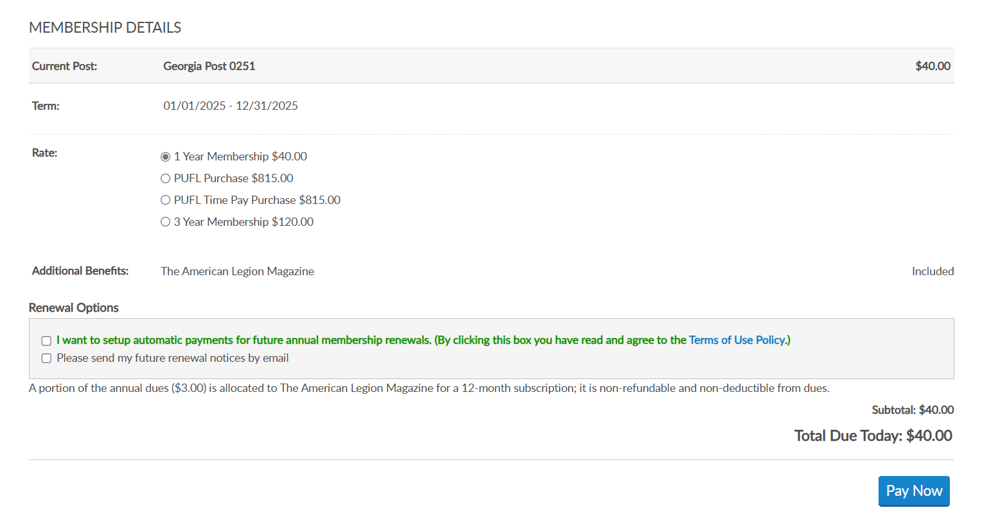 MEMBERSHIP DETAILS
Current Post: Georgia Post 0251 $40.00
Term: 01/01/2025 - 12/31/2025
Rate: 1 Year Membership $40.00
PUFL Purchase $815.00
PUFL Time Pay Purchase $815.00
3 Year Membership $120.00
Additional Benefits: The American Legion Magazine Included
Renewal Options
I want to setup automatic payments for future annual membership renewals. (By clicking this box you have read and agree to the Terms of Use Policy.)
Please send my future renewal notices by email
A portion of the annual dues ($3.00) is allocated to The American Legion Magazine for a 12-month subscription; it is non-refundable and non-deductible from dues.
Subtotal: $40.00
Total Due Today: $40.00
Pay Now